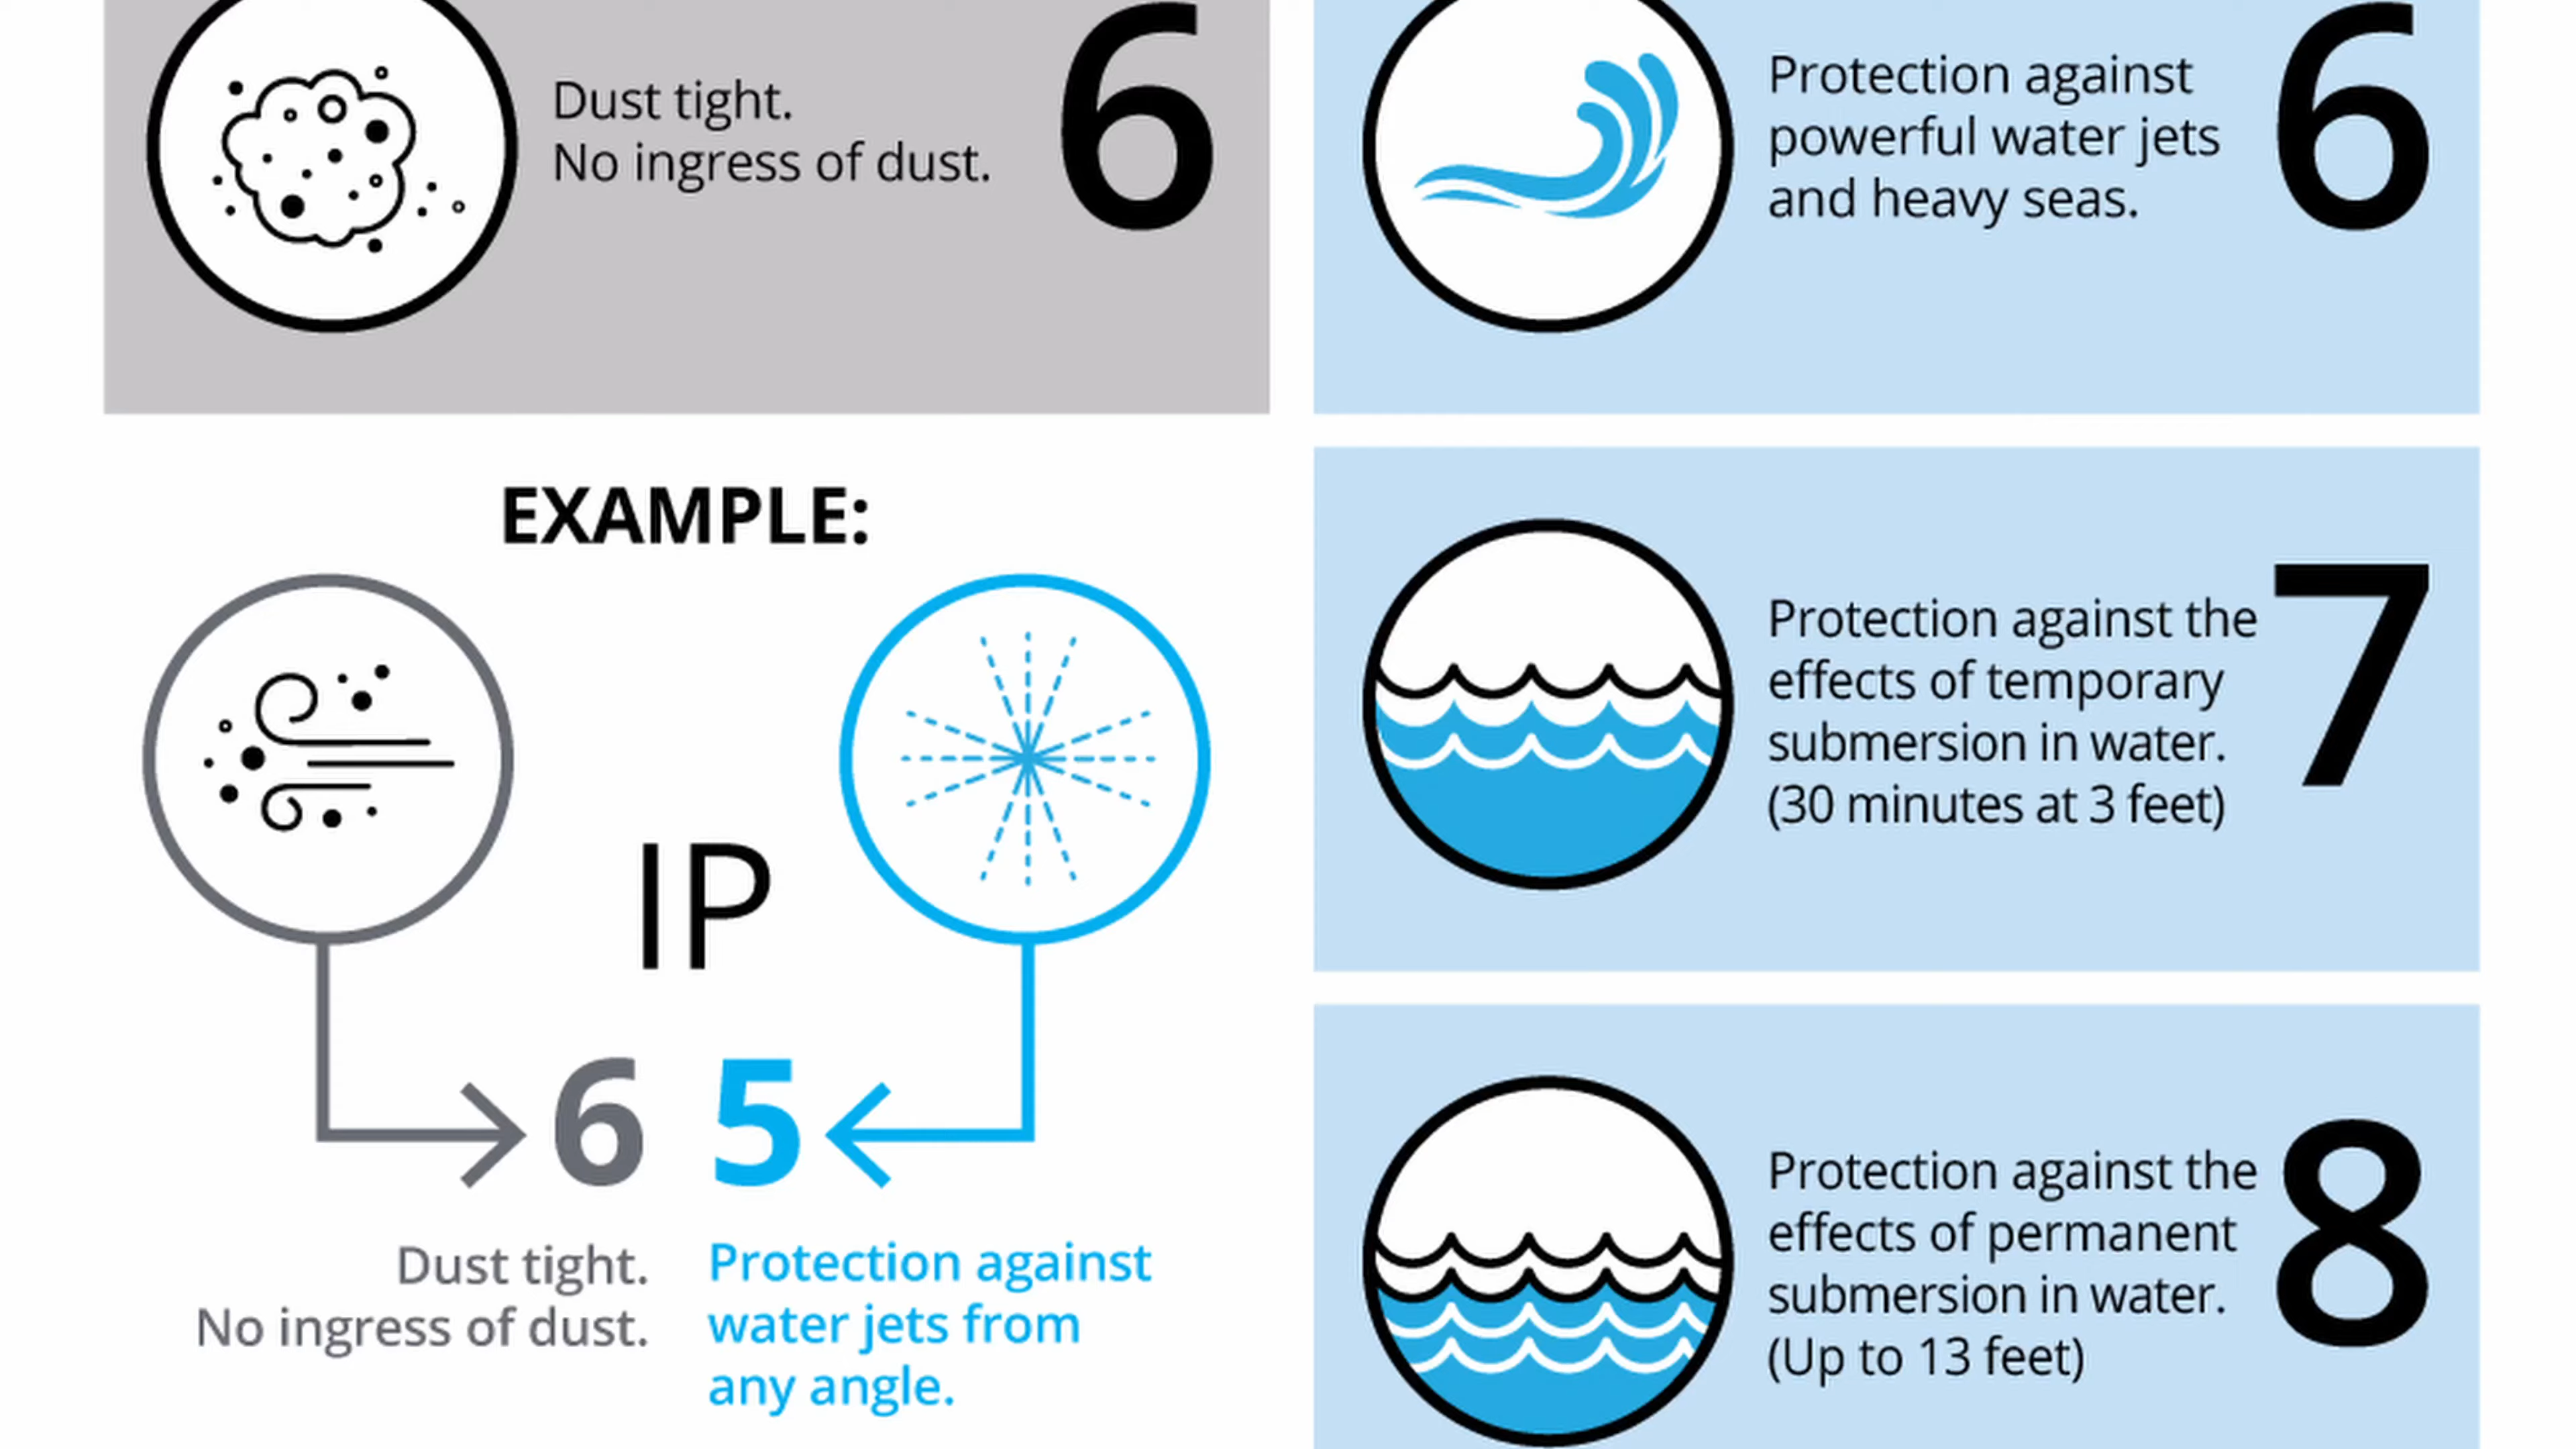 Dust tight.
No ingress of dust.
6
Protection against
powerful water jets
and heavy seas.
6
EXAMPLE:
IP
6 5
Dust tight.
No ingress of dust.
Protection against
water jets from
any angle.
Protection against the
effects of temporary
submersion in water.
(30 minutes at 3 feet)
7
Protection against the
effects of permanent
submersion in water.
(Up to 13 feet)
8